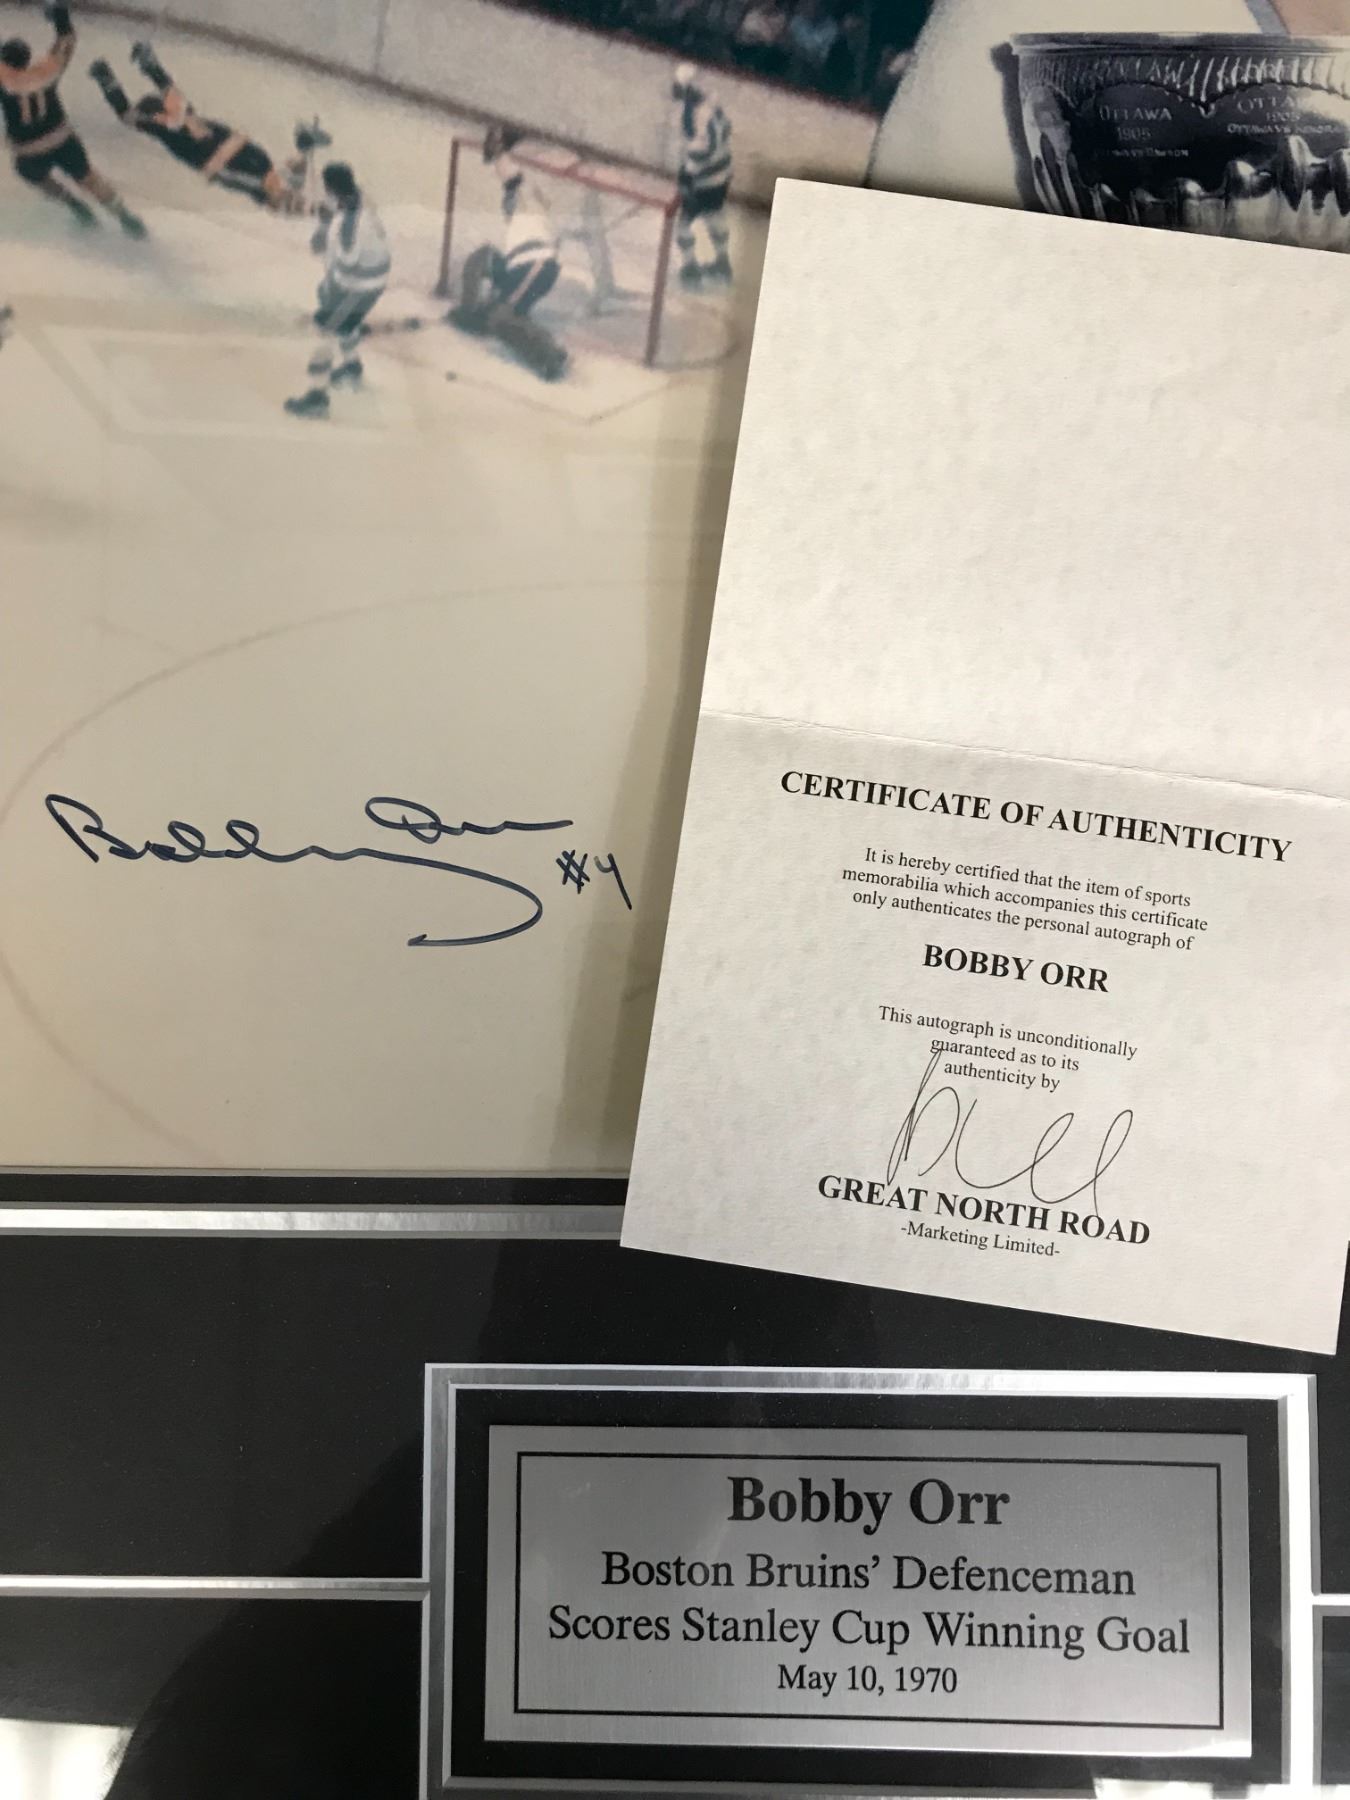 OTTAWA
1905
Bobby Orr #4
CERTIFICATE OF AUTHENTICITY
It is hereby certified that the item of sports
memorabilia which accompanies this certificate
only authenticates the personal autograph of
BOBBY ORR
This autograph is unconditionally
guaranteed as to its
authenticity by
GREAT NORTH ROAD
-Marketing Limited-
Bobby Orr
Boston Bruins’ Defenceman
Scores Stanley Cup Winning Goal
May 10, 1970